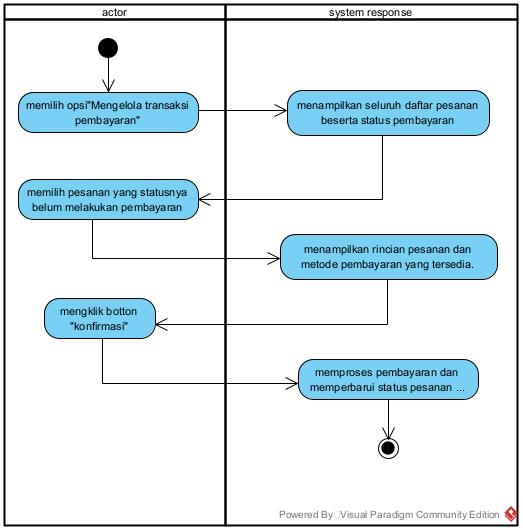 actor
system response
memilih opsi"Mengelola transaksi
pembayaran"
menampilkan seluruh daftar pesanan
beserta status pembayaran
memilih pesanan yang statusnya
belum melakukan pembayaran
menampilkan rincian pesanan dan
metode pembayaran yang tersedia.
mengklik botton
"konfirmasi"
memproses pembayaran dan
memperbarui status pesanan ...
Powered By Visual Paradigm Community Edition